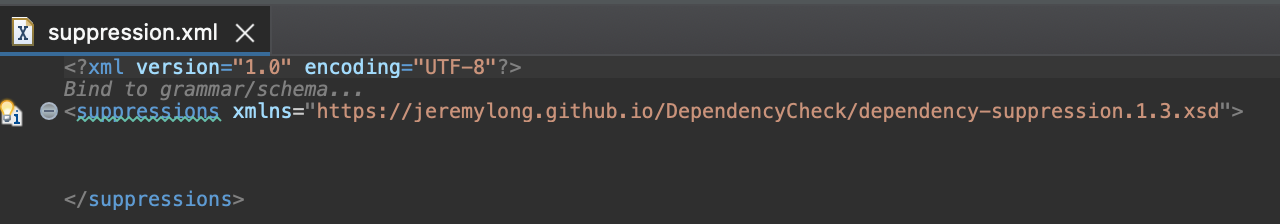 suppression.xml
<?xml version="1.0" encoding="UTF-8"?>
Bind to grammar/schema...
<suppressions xmlns="https://jeremylong.github.io/DependencyCheck/dependency-suppression.1.3.xsd">
</suppressions>